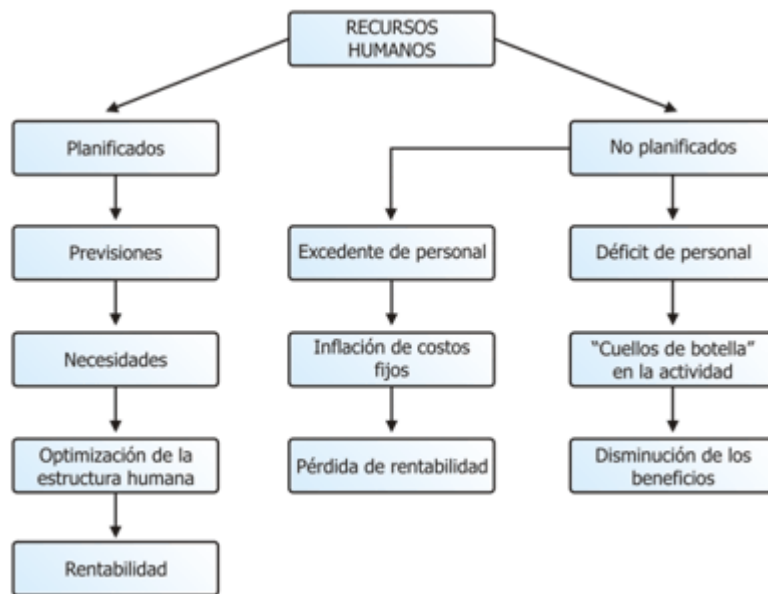 RECURSOS
HUMANOS
Planificados
No planificados
Previsiones
Excedente de personal
Déficit de personal
Necesidades
Inflación de costos
fijos
“Cuellos de botella”
en la actividad
Optimización de la
estructura humana
Pérdida de rentabilidad
Disminución de los
beneficios
Rentabilidad